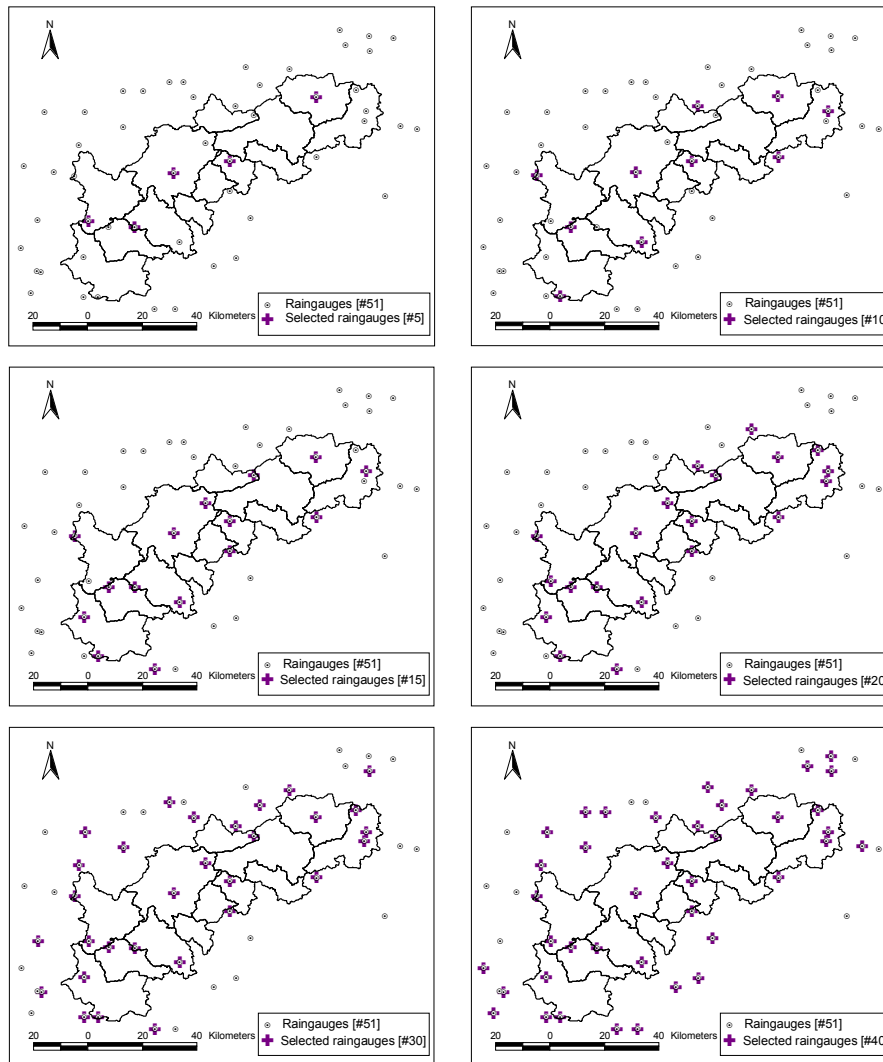 N
Raingauges [#51]
Selected raingauges [#5]
20 0 20 40 Kilometers
N
Raingauges [#51]
Selected raingauges [#10
20 0 20 40 Kilometers
N
Raingauges [#51]
Selected raingauges [#15]
20 0 20 40 Kilometers
N
Raingauges [#51]
Selected raingauges [#20
20 0 20 40 Kilometers
N
Raingauges [#51]
Selected raingauges [#30]
20 0 20 40 Kilometers
N
Raingauges [#51]
Selected raingauges [#40
20 0 20 40 Kilometers